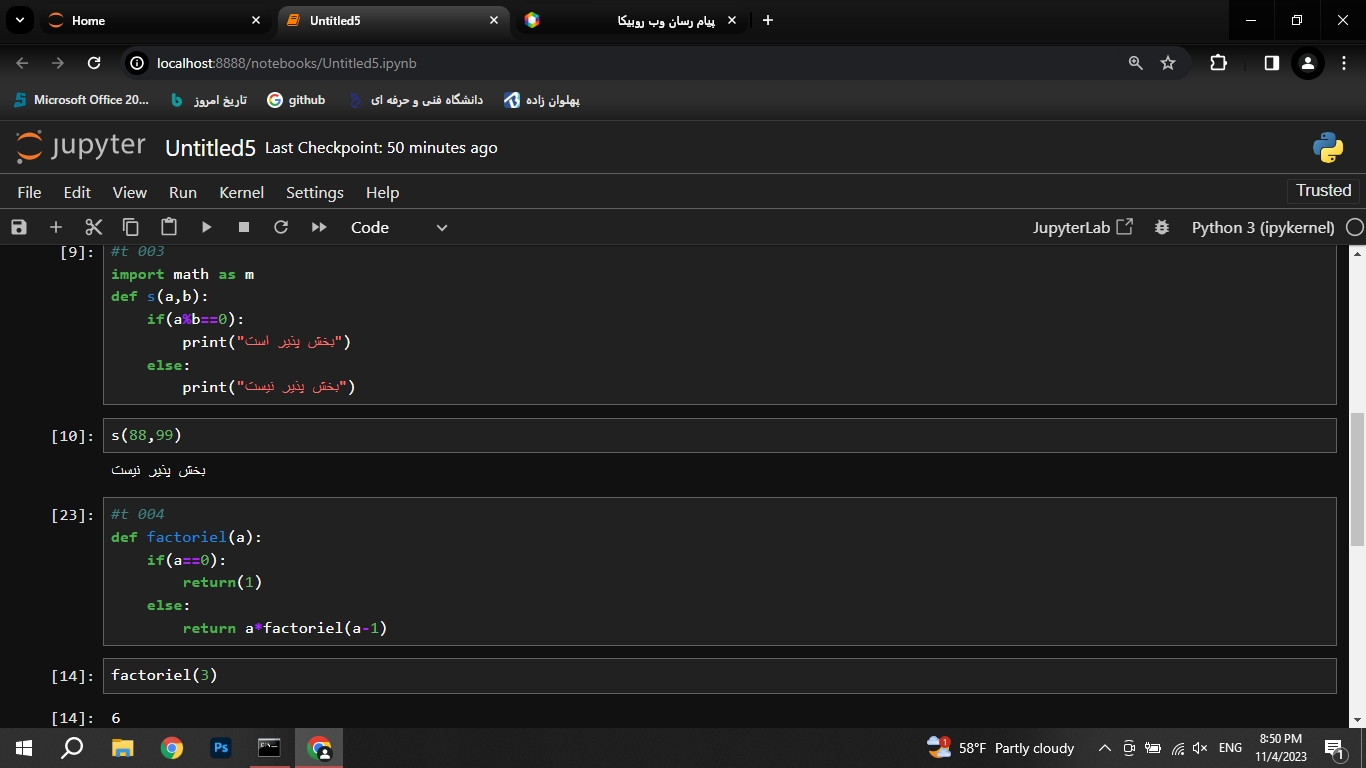 Home
Untitled5
پیام رسان وب روبیکا
localhost:8888/notebooks/Untitled5.ipynb
Microsoft Office 20...
تاریخ امروز
github
دانشگاه فنی و حرفه ای
پهلوان زاده
jupyter Untitled5 Last Checkpoint: 50 minutes ago
File Edit View Run Kernel Settings Help
Trusted
Code
JupyterLab
Python 3 (ipykernel)
[9]: #t 003
import math as m
def s(a,b):
if(a%b==0):
print("بخش پذیر است")
else:
print("بخش پذیر نیست")
[10]: s(88,99)
بخش پذیر نیست
[23]: #t 004
def factoriel(a):
if(a==0):
return(1)
else:
return a*factoriel(a-1)
[14]: factoriel(3)
[14]: 6
Ps
1
58°F Partly cloudy
ENG
8:50 PM
11/4/2023
1